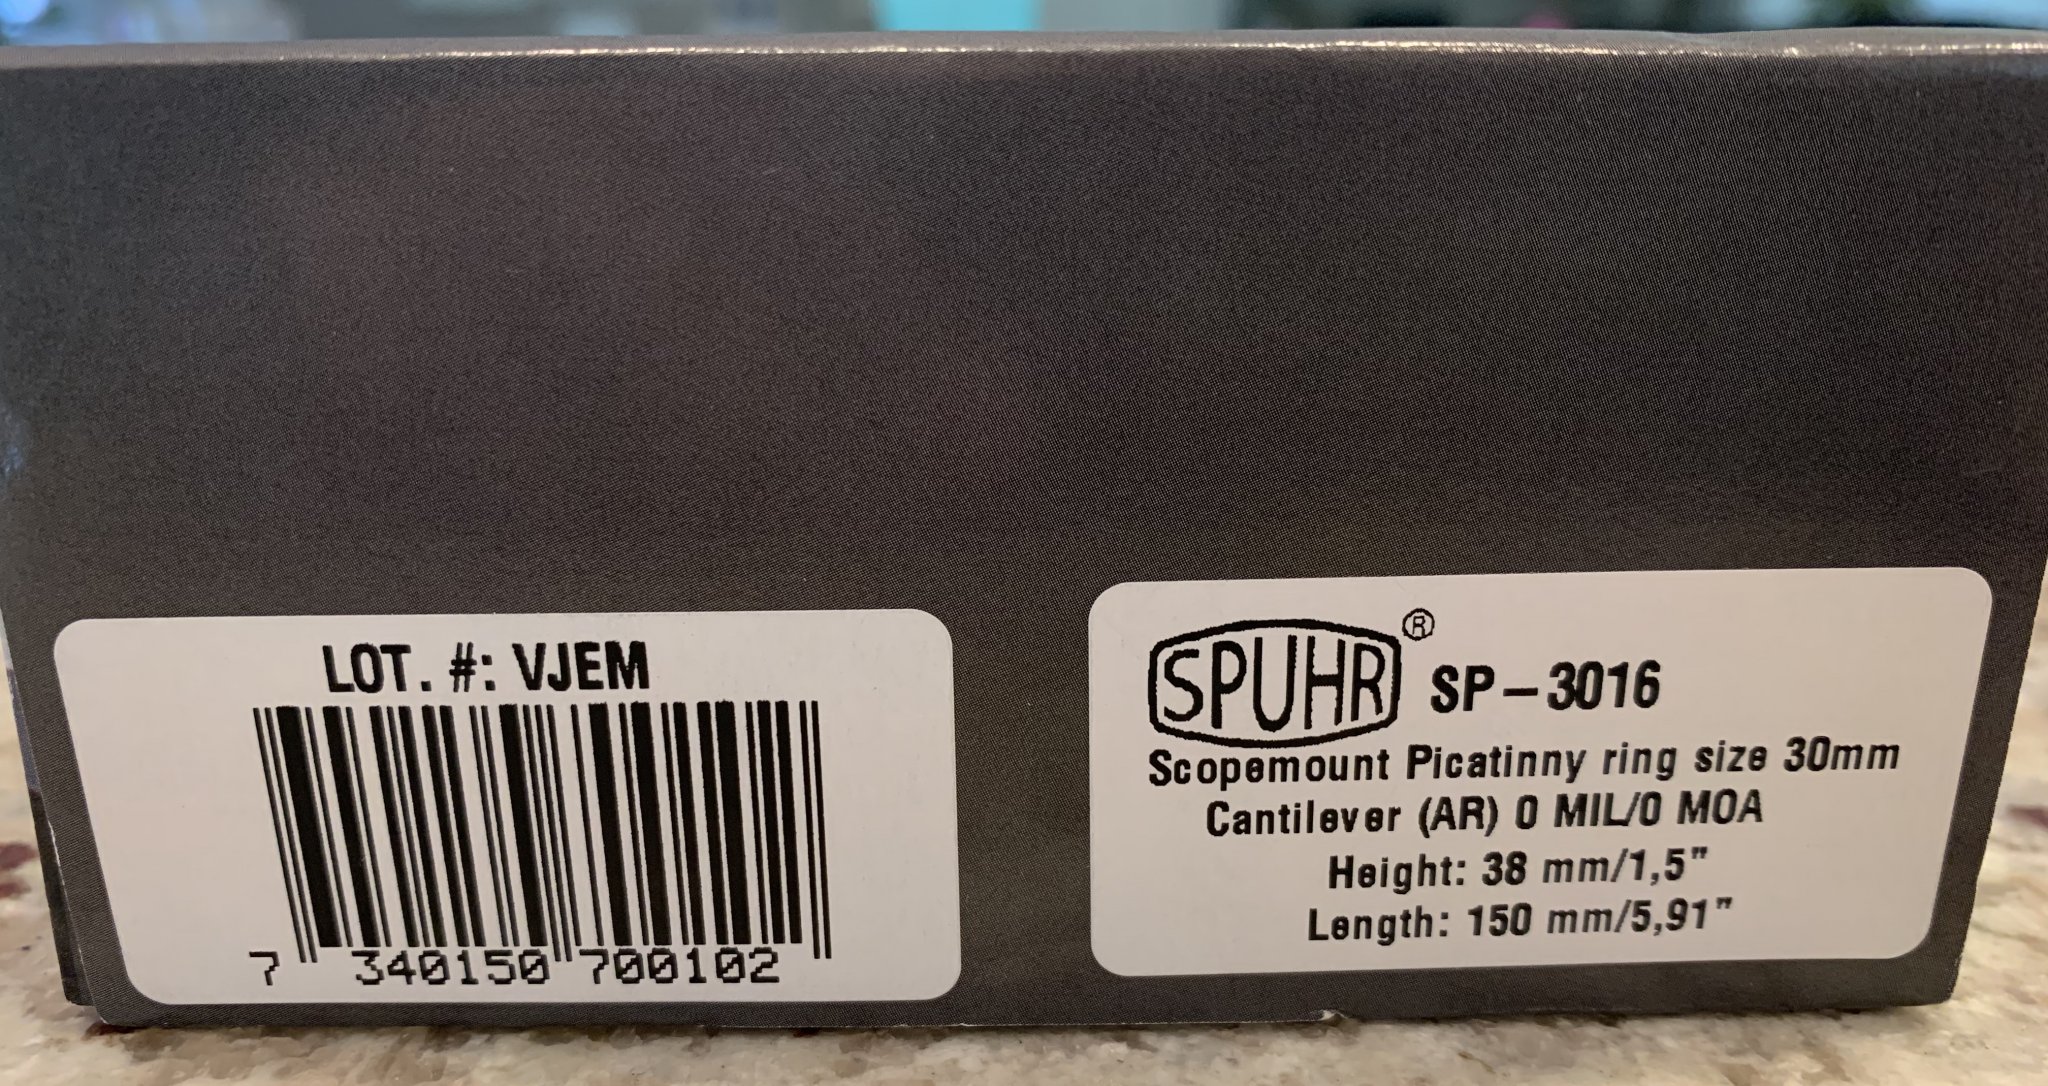 LOT. #: VJEM
7 340150 700102
SPUHR® SP-3016
Scopemount Picatinny ring size 30mm
Cantilever (AR) 0 MIL/0 MOA
Height: 38 mm/1,5"
Length: 150 mm/5,91"